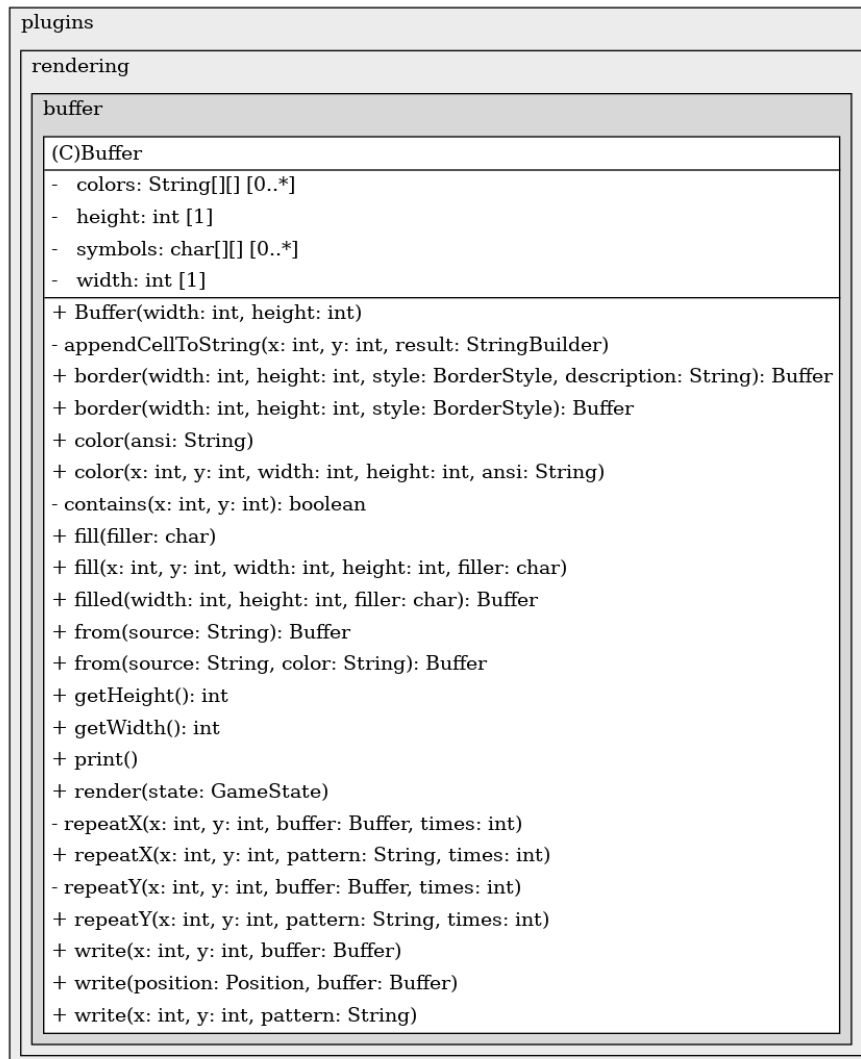 plugins
rendering
buffer
(C)Buffer
- colors: String[][] [0..*]
- height: int [1]
- symbols: char[][] [0..*]
- width: int [1]
+ Buffer(width: int, height: int)
- appendCellToString(x: int, y: int, result: StringBuilder)
+ border(width: int, height: int, style: BorderStyle, description: String): Buffer
+ border(width: int, height: int, style: BorderStyle): Buffer
+ color(ansi: String)
+ color(x: int, y: int, width: int, height: int, ansi: String)
- contains(x: int, y: int): boolean
+ fill(filler: char)
+ fill(x: int, y: int, width: int, height: int, filler: char)
+ filled(width: int, height: int, filler: char): Buffer
+ from(source: String): Buffer
+ from(source: String, color: String): Buffer
+ getHeight(): int
+ getWidth(): int
+ print()
+ render(state: GameState)
- repeatX(x: int, y: int, buffer: Buffer, times: int)
+ repeatX(x: int, y: int, pattern: String, times: int)
- repeatY(x: int, y: int, buffer: Buffer, times: int)
+ repeatY(x: int, y: int, pattern: String, times: int)
+ write(x: int, y: int, buffer: Buffer)
+ write(position: Position, buffer: Buffer)
+ write(x: int, y: int, pattern: String)